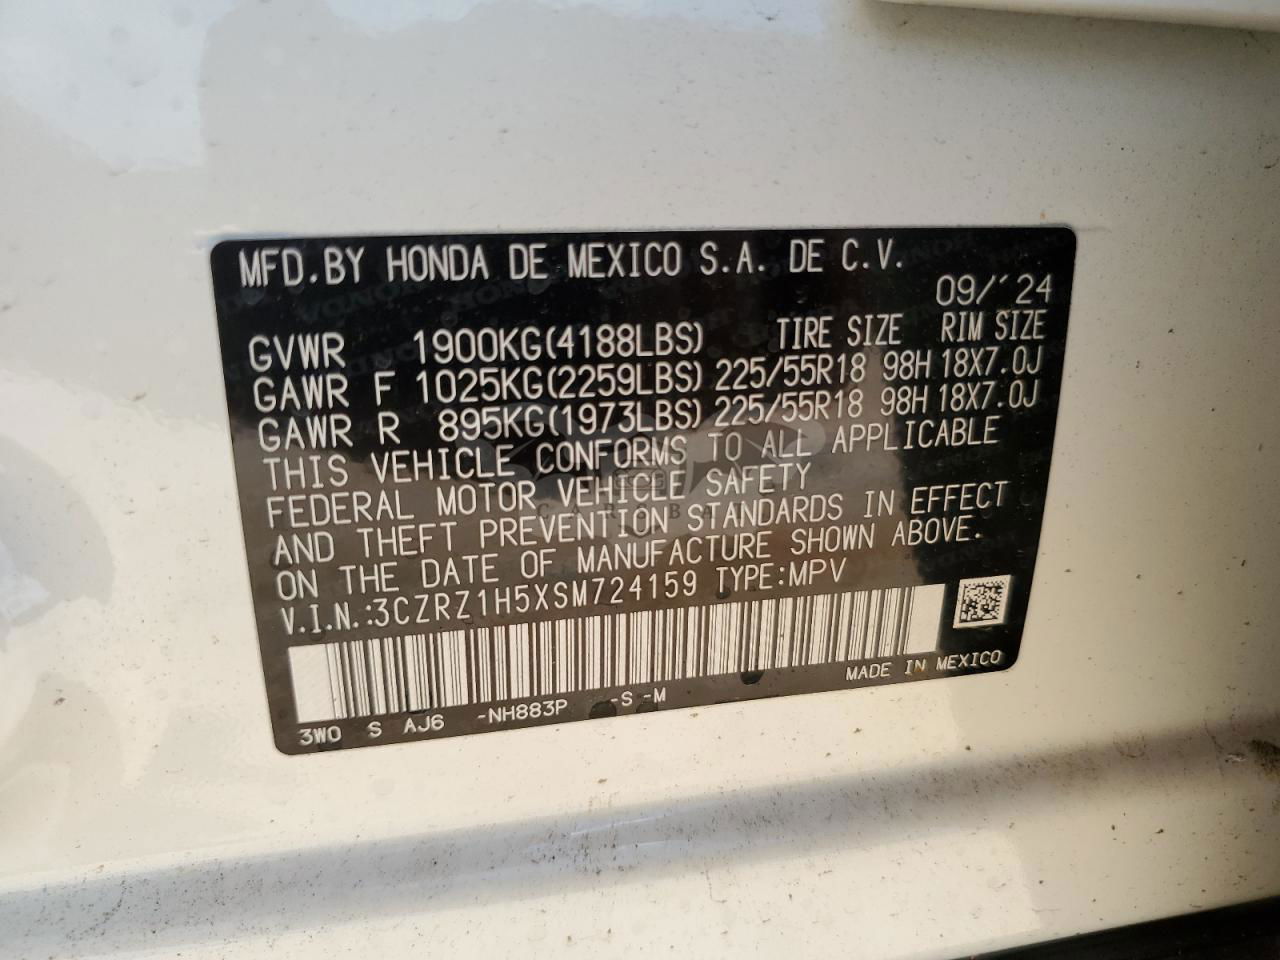 MFD.BY HONDA DE MEXICO S.A. DE C.V.
09/'24
GVWR 1900KG(4188LBS) TIRE SIZE RIM SIZE
GAWR F 1025KG(2259LBS) 225/55R18 98H 18X7.0J
GAWR R 895KG(1973LBS) 225/55R18 98H 18X7.0J
THIS VEHICLE CONFORMS TO ALL APPLICABLE
FEDERAL MOTOR VEHICLE SAFETY
AND THEFT PREVENTION STANDARDS IN EFFECT
ON THE DATE OF MANUFACTURE SHOWN ABOVE.
V.I.N.:3CZRZ1H5XSM724159 TYPE:MPV
MADE IN MEXICO
3W0 S AJ6 -NH883P -S -M